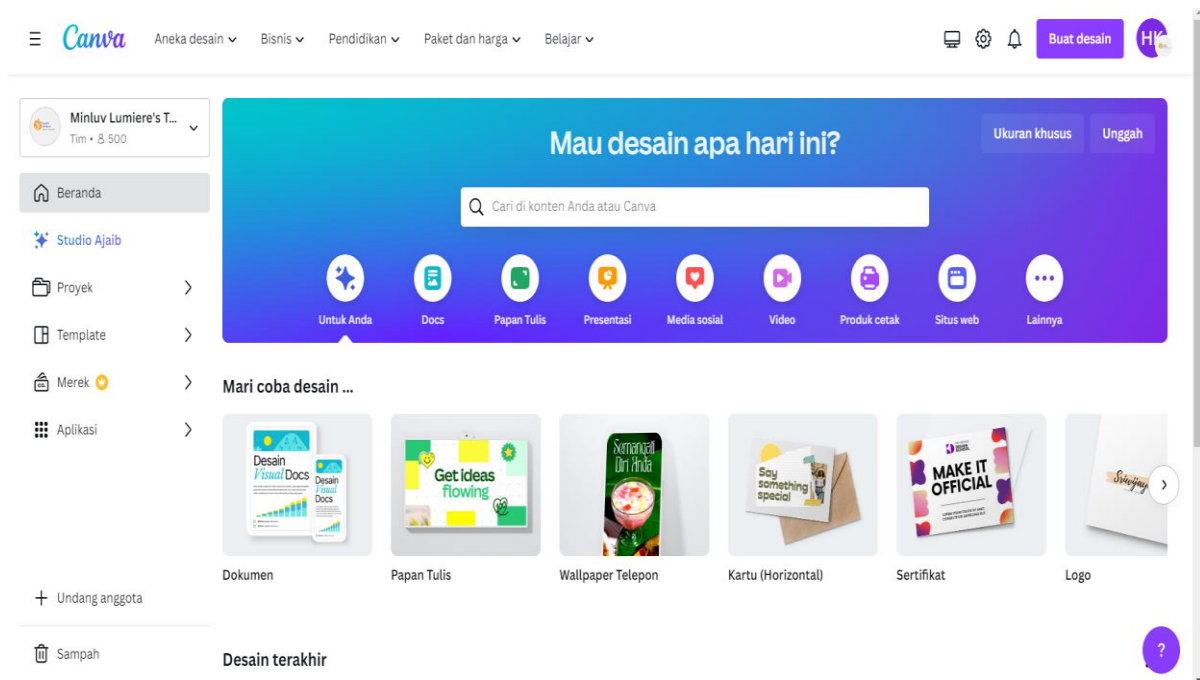 Canva
Aneka desain
Bisnis
Pendidikan
Paket dan harga
Belajar
Buat desain
HK
Minluv Lumiere's T...
Tim • 500
Beranda
Studio Ajaib
Proyek
Template
Merek
Aplikasi
Undang anggota
Sampah
Mau desain apa hari ini?
Ukuran khusus
Unggah
Cari di konten Anda atau Canva
Untuk Anda
Docs
Papan Tulis
Presentasi
Media sosial
Video
Produk cetak
Situs web
Lainnya
Mari coba desain ...
Desain
Visual Docs
Desain
Visual
Docs
Get ideas
flowing
Semangat
Diri Anda
Say
something
special
MAKE IT
OFFICIAL
Dokumen
Papan Tulis
Wallpaper Telepon
Kartu (Horizontal)
Sertifikat
Logo
Desain terakhir
?